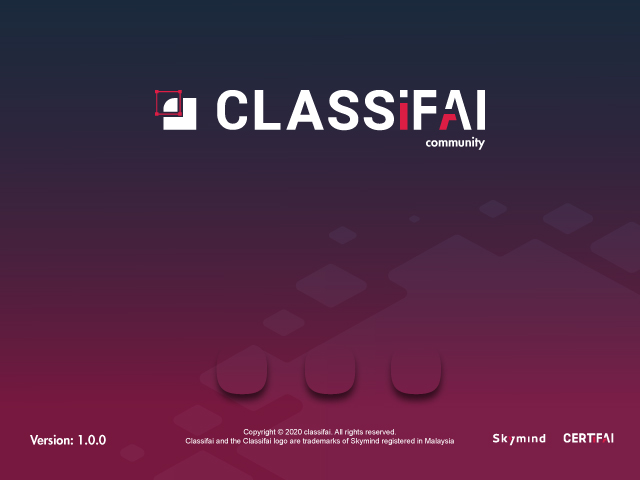 CLASSiFAI
community
Version: 1.0.0
Copyright © 2020 classifai. All rights reserved.
Classifai and the Classifai logo are trademarks of Skymind registered in Malaysia
Skymind
CERTIFAI